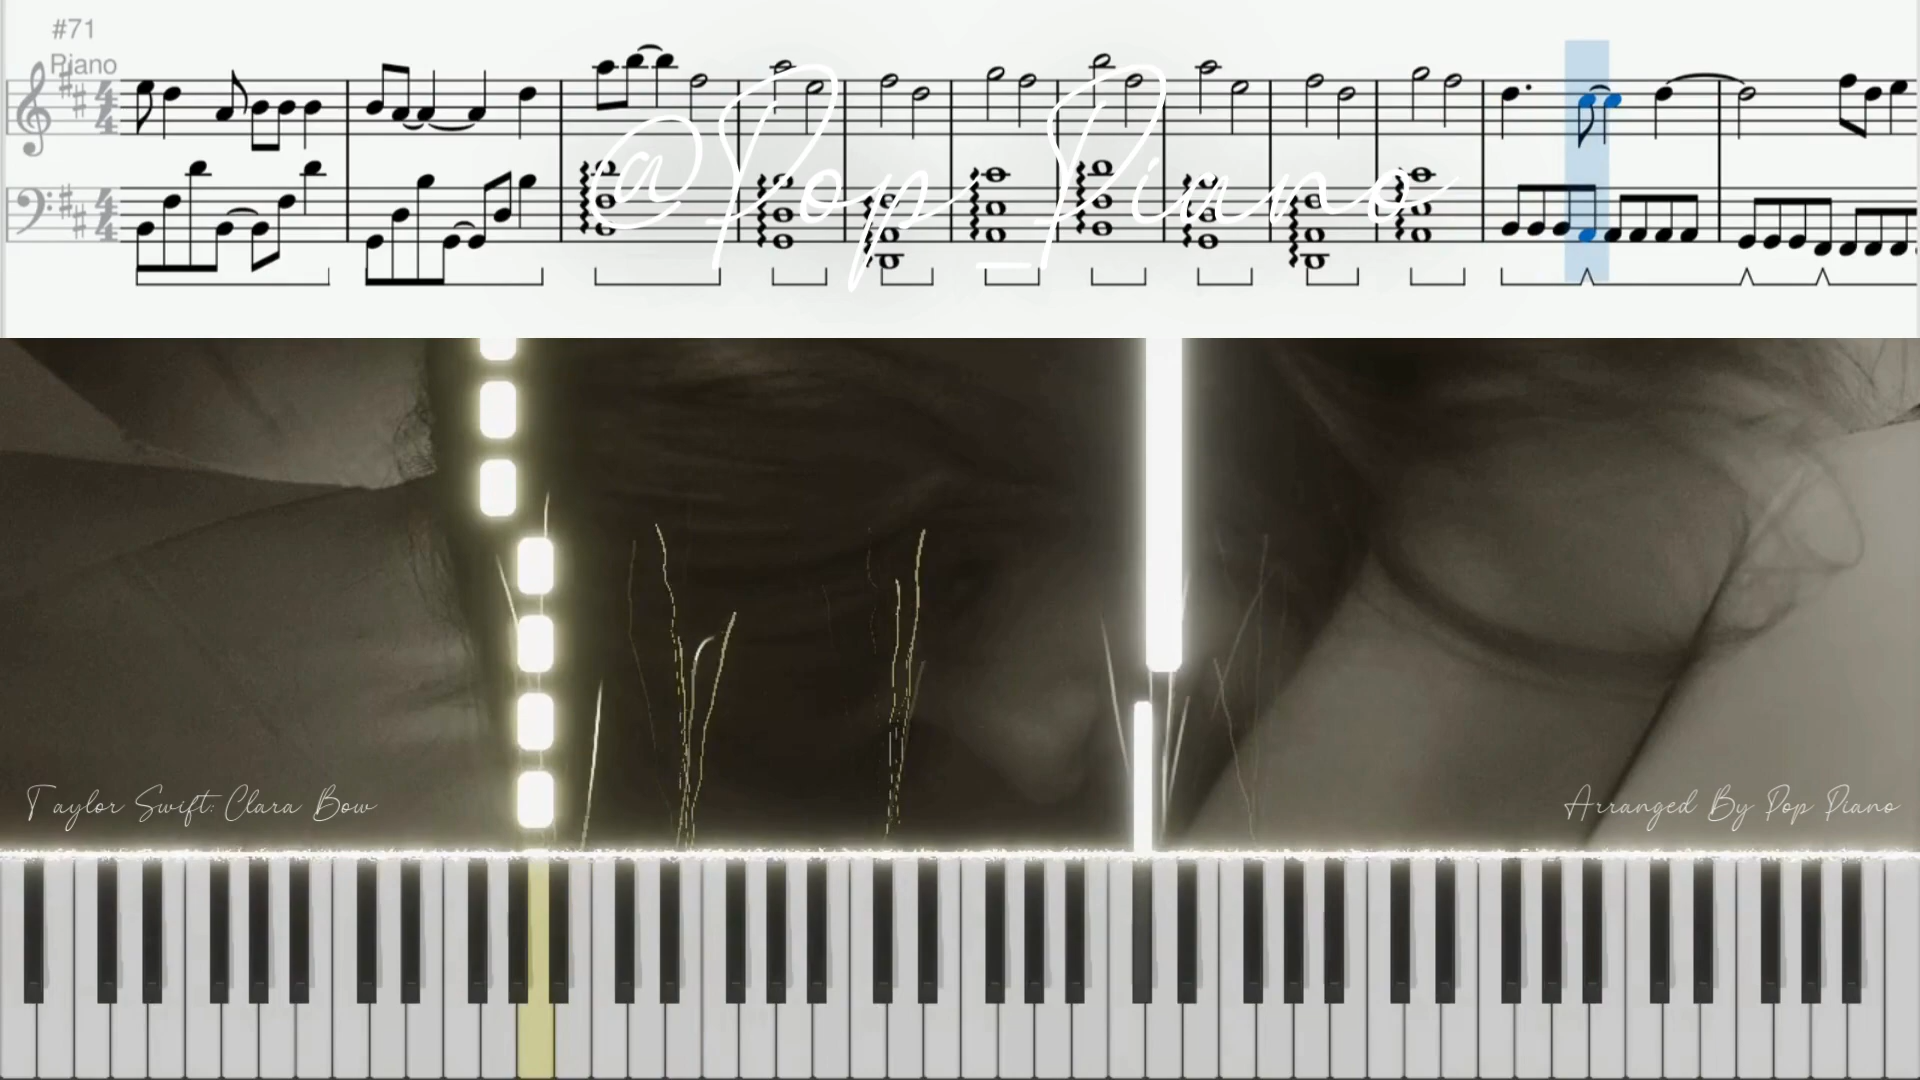 #71
Piano
@Pop_Piano
Taylor Swift: Clara Bow
Arranged By Pop Piano